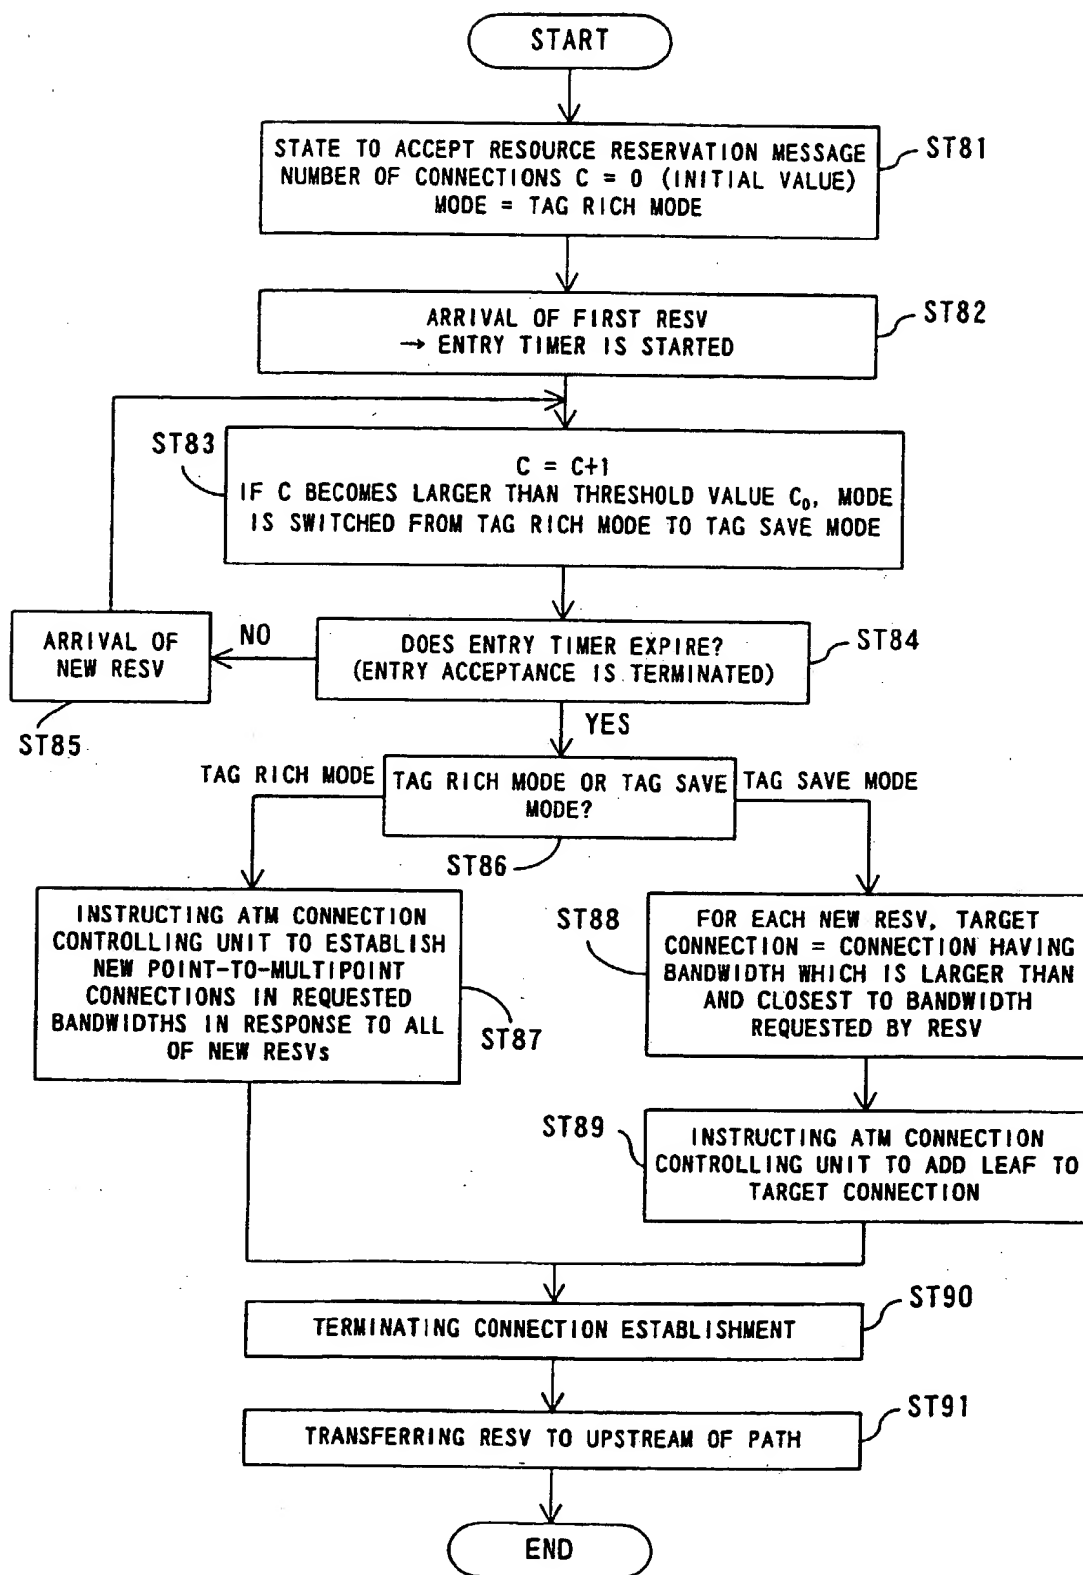 START
STATE TO ACCEPT RESOURCE RESERVATION MESSAGE
NUMBER OF CONNECTIONS C = 0 (INITIAL VALUE)
MODE = TAG RICH MODE
ST81
ARRIVAL OF FIRST RESV
→ ENTRY TIMER IS STARTED
ST82
ST83
C = C+1
IF C BECOMES LARGER THAN THRESHOLD VALUE C₀, MODE
IS SWITCHED FROM TAG RICH MODE TO TAG SAVE MODE
DOES ENTRY TIMER EXPIRE?
(ENTRY ACCEPTANCE IS TERMINATED)
ST84
NO
ARRIVAL OF
NEW RESV
ST85
YES
TAG RICH MODE
TAG RICH MODE OR TAG SAVE
MODE?
TAG SAVE MODE
ST86
INSTRUCTING ATM CONNECTION
CONTROLLING UNIT TO ESTABLISH
NEW POINT-TO-MULTIPOINT
CONNECTIONS IN REQUESTED
BANDWIDTHS IN RESPONSE TO ALL
OF NEW RESVs
ST87
ST88
FOR EACH NEW RESV, TARGET
CONNECTION = CONNECTION HAVING
BANDWIDTH WHICH IS LARGER THAN
AND CLOSEST TO BANDWIDTH
REQUESTED BY RESV
ST89
INSTRUCTING ATM CONNECTION
CONTROLLING UNIT TO ADD LEAF TO
TARGET CONNECTION
TERMINATING CONNECTION ESTABLISHMENT
ST90
TRANSFERRING RESV TO UPSTREAM OF PATH
ST91
END